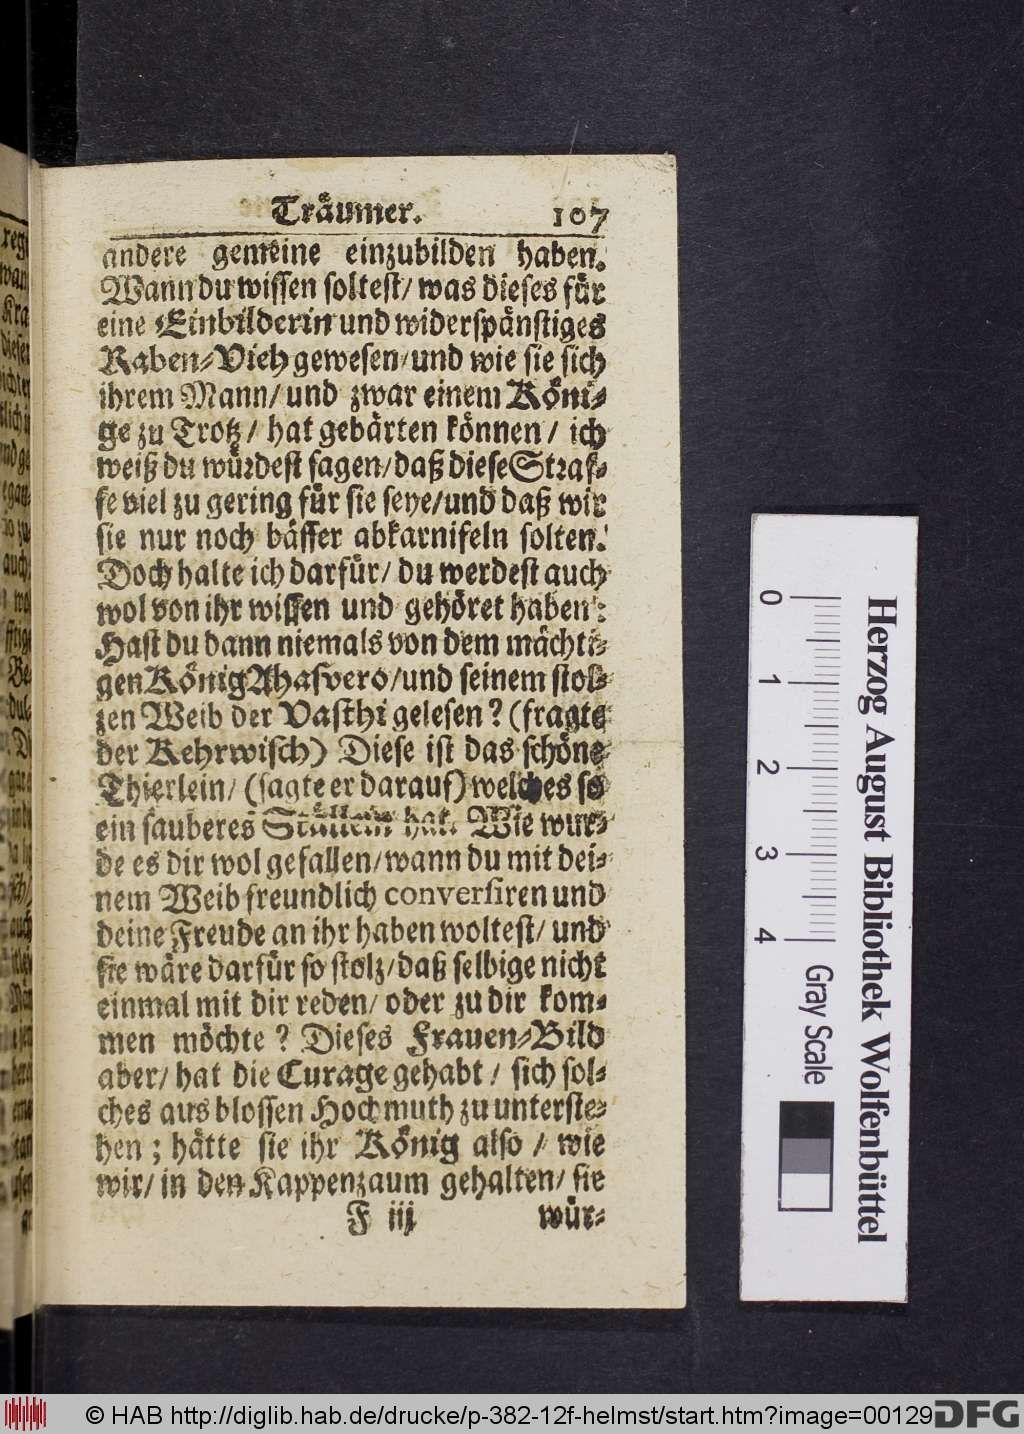 Träumer. 107
andere gemeine einzubilden haben.
Wann du wissen soltest/ was dieses für
eine Einbilderin und widerspänstiges
Raben-Vieh gewesen/ und wie sie sich
ihrem Mann/ und zwar einem Köni-
ge zu Trotz/ hat gebärten können/ ich
weiß du würdest sagen/ daß diese Straf-
fe viel zu gering für sie seye/ und daß wir
sie nur noch bässer abkarnifeln solten.
Doch halte ich darfür/ du werdest auch
wol von ihr wissen und gehöret haben:
Hast du dann niemals von dem mächti-
gen König Ahasvero/ und seinem stol-
zen Weib der Vasthi gelesen? (fragte
der Kehrwisch) Diese ist das schöne
Thierlein/ (sagte er darauf) welches so
ein sauberes Ställein hat. Wie wur-
de es dir wol gefallen/ wann du mit dei-
nem Weib freundlich conversiren und
deine Freude an ihr haben woltest/ und
sie wäre darfür so stolz/ daß selbige nicht
einmal mit dir reden/ oder zu dir kom-
men möchte? Dieses Frauen-Bild
aber/ hat die Curage gehabt/ sich sol-
ches aus blossen Hochmuth zu unterste-
hen; hätte sie ihr König also/ wie
wir/ in den Kappenzaum gehalten/ sie
F iij wür-
0 1 2 3 4
Gray Scale
Herzog August Bibliothek Wolfenbüttel
© HAB http://diglib.hab.de/drucke/p-382-12f-helmst/start.htm?image=00129
DFG